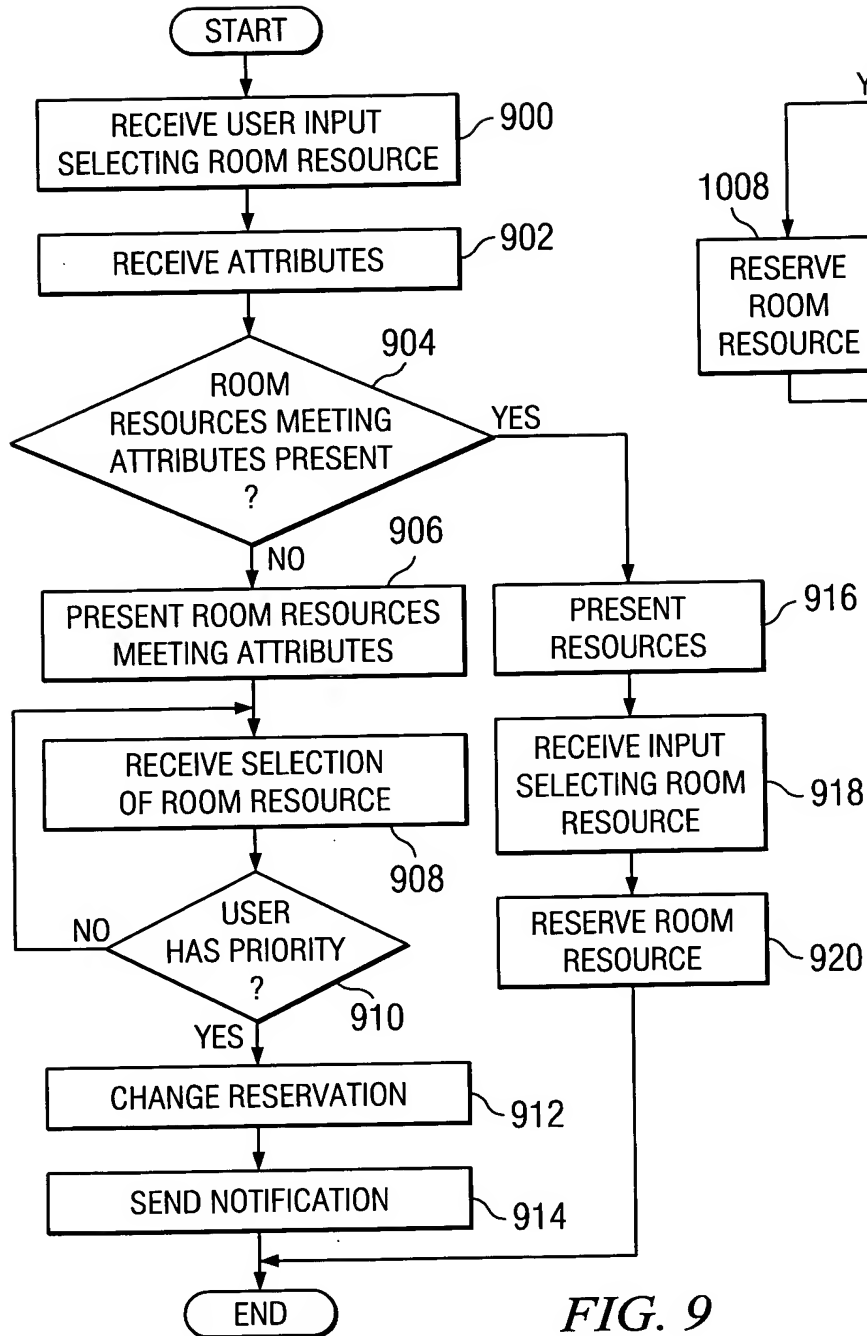 START
RECEIVE USER INPUT
SELECTING ROOM RESOURCE
900
RECEIVE ATTRIBUTES
902
904
ROOM
RESOURCES MEETING
ATTRIBUTES PRESENT
?
YES
NO
906
PRESENT ROOM RESOURCES
MEETING ATTRIBUTES
RECEIVE SELECTION
OF ROOM RESOURCE
908
NO
USER
HAS PRIORITY
?
910
YES
CHANGE RESERVATION
912
SEND NOTIFICATION
914
END
PRESENT
RESOURCES
916
RECEIVE INPUT
SELECTING ROOM
RESOURCE
918
RESERVE ROOM
RESOURCE
920
Y
1008
RESERVE
ROOM
RESOURCE
FIG. 9